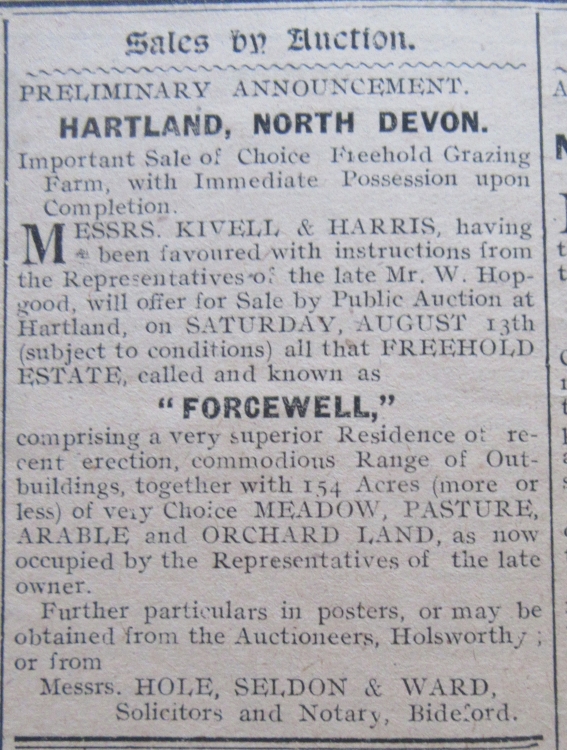 Sales by Auction.
PRELIMINARY ANNOUNCEMENT.
HARTLAND, NORTH DEVON.
Important Sale of Choice Freehold Grazing
Farm, with Immediate Possession upon
Completion.
MESSRS. KIVELL & HARRIS, having
been favoured with instructions from
the Representatives of the late Mr. W. Hop-
good, will offer for Sale by Public Auction at
Hartland, on SATURDAY, AUGUST 13th
(subject to conditions) all that FREEHOLD
ESTATE, called and known as
"FORCEWELL,"
comprising a very superior Residence of re-
cent erection, commodious Range of Out-
buildings, together with 154 Acres (more or
less) of very Choice MEADOW, PASTURE,
ARABLE and ORCHARD LAND, as now
occupied by the Representatives of the late
owner.
Further particulars in posters, or may be
obtained from the Auctioneers, Holsworthy;
or from
Messrs. HOLE, SELDON & WARD,
Solicitors and Notary, Bideford.